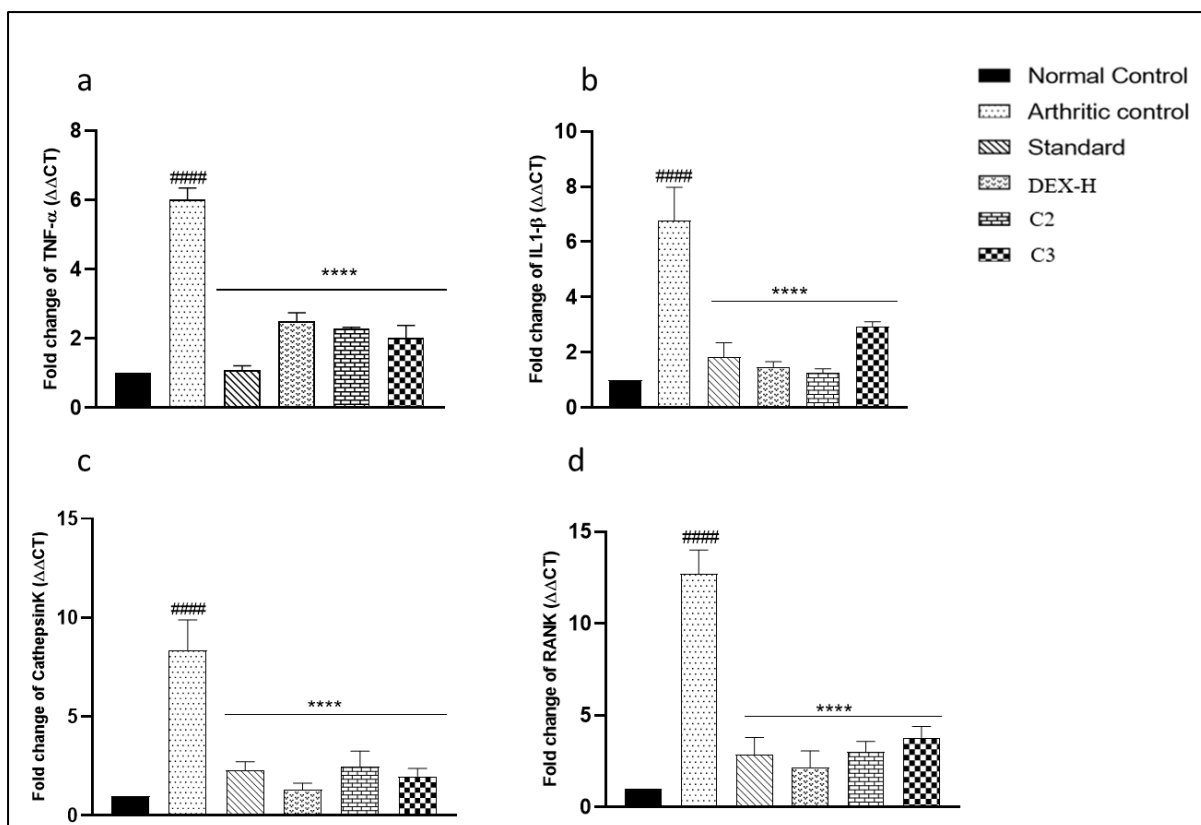 a
Fold change of TNF-α (ΔΔCT)
8
6
4
2
0
####
****
b
Fold change of IL1-β (ΔΔCT)
10
8
6
4
2
0
####
****
Normal Control
Arthritic control
Standard
DEX-H
C2
C3
c
Fold change of CathepsinK (ΔΔCT)
15
10
5
0
####
****
d
Fold change of RANK (ΔΔCT)
15
10
5
0
####
****